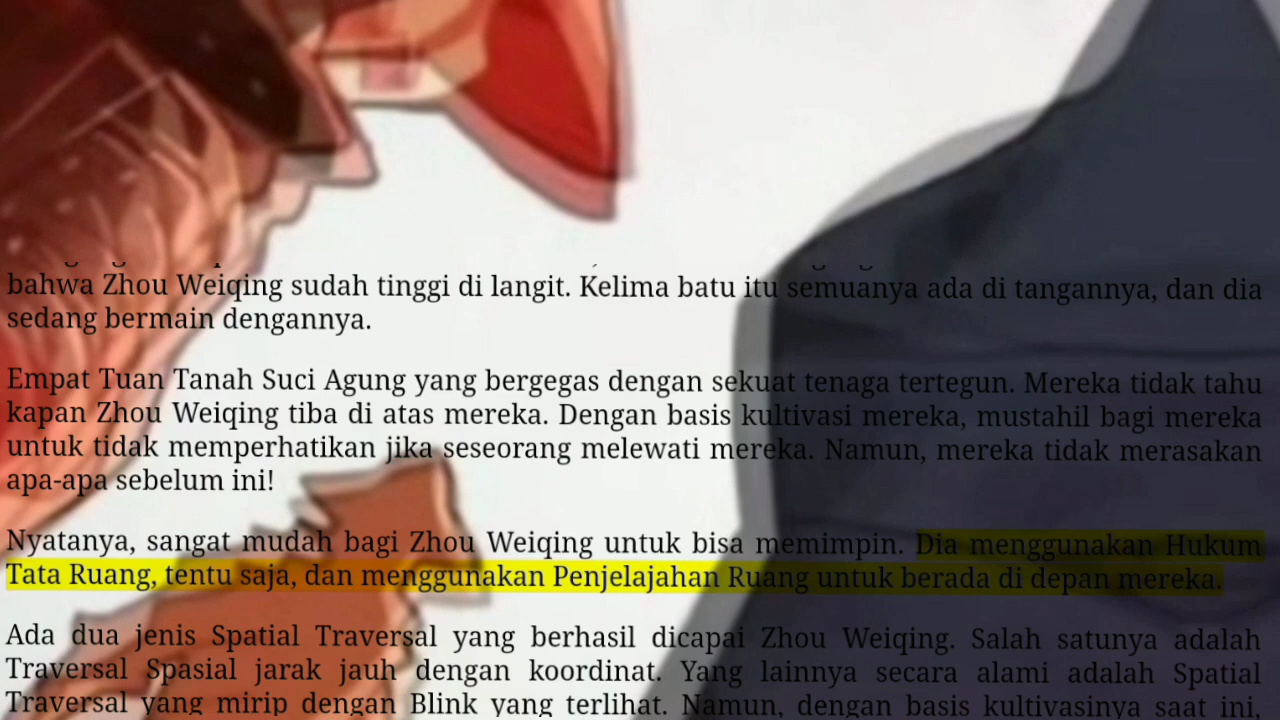 bahwa Zhou Weiqing sudah tinggi di langit. Kelima batu itu semuanya ada di tangannya, dan dia
sedang bermain dengannya.
Empat Tuan Tanah Suci Agung yang bergegas dengan sekuat tenaga tertegun. Mereka tidak tahu
kapan Zhou Weiqing tiba di atas mereka. Dengan basis kultivasi mereka, mustahil bagi mereka
untuk tidak memperhatikan jika seseorang melewati mereka. Namun, mereka tidak merasakan
apa-apa sebelum ini!
Nyatanya, sangat mudah bagi Zhou Weiqing untuk bisa memimpin. Dia menggunakan Hukum
Tata Ruang, tentu saja, dan menggunakan Penjelajahan Ruang untuk berada di depan mereka.
Ada dua jenis Spatial Traversal yang berhasil dicapai Zhou Weiqing. Salah satunya adalah
Traversal Spasial jarak jauh dengan koordinat. Yang lainnya secara alami adalah Spatial
Traversal yang mirip dengan Blink yang terlihat. Namun, dengan basis kultivasinya saat ini,